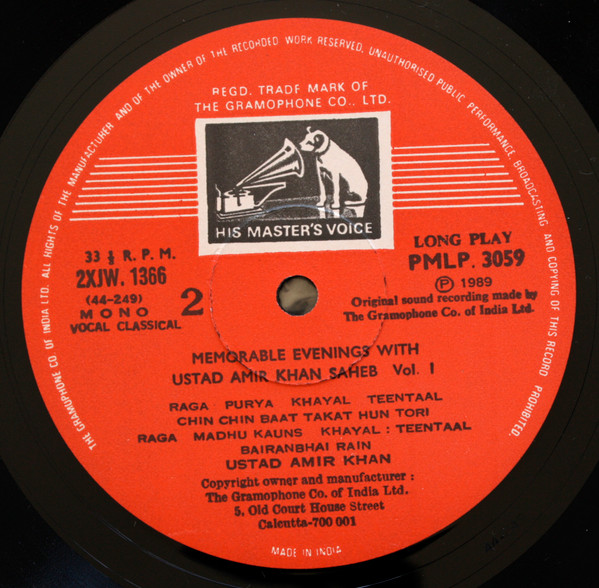 THE GRAMOPHONE CO. OF INDIA LTD. ALL RIGHTS OF THE MANUFACTURER AND OF THE OWNER OF THE RECORDED WORK RESERVED, UNAUTHORISED PUBLIC PERFORMANCE, BROADCASTING AND COPYING OF THIS RECORD PROHIBITED.
REGD. TRADE MARK OF
THE GRAMOPHONE CO., LTD.
HIS MASTER'S VOICE
33 ⅓ R.P.M.
2XJW. 1366
(44-249)
MONO
VOCAL CLASSICAL
2
LONG PLAY
PMLP. 3059
Ⓟ 1989
Original sound recording made by
The Gramophone Co. of India Ltd.
MEMORABLE EVENINGS WITH
USTAD AMIR KHAN SAHEB Vol. I
RAGA PURYA KHAYAL TEENTAAL
CHIN CHIN BAAT TAKAT HUN TORI
RAGA MADHU KAUNS KHAYAL : TEENTAAL
BAIRANBHAI RAIN
USTAD AMIR KHAN
Copyright owner and manufacturer :
The Gramophone Co. of India Ltd.
5, Old Court House Street
Calcutta-700 001
MADE IN INDIA